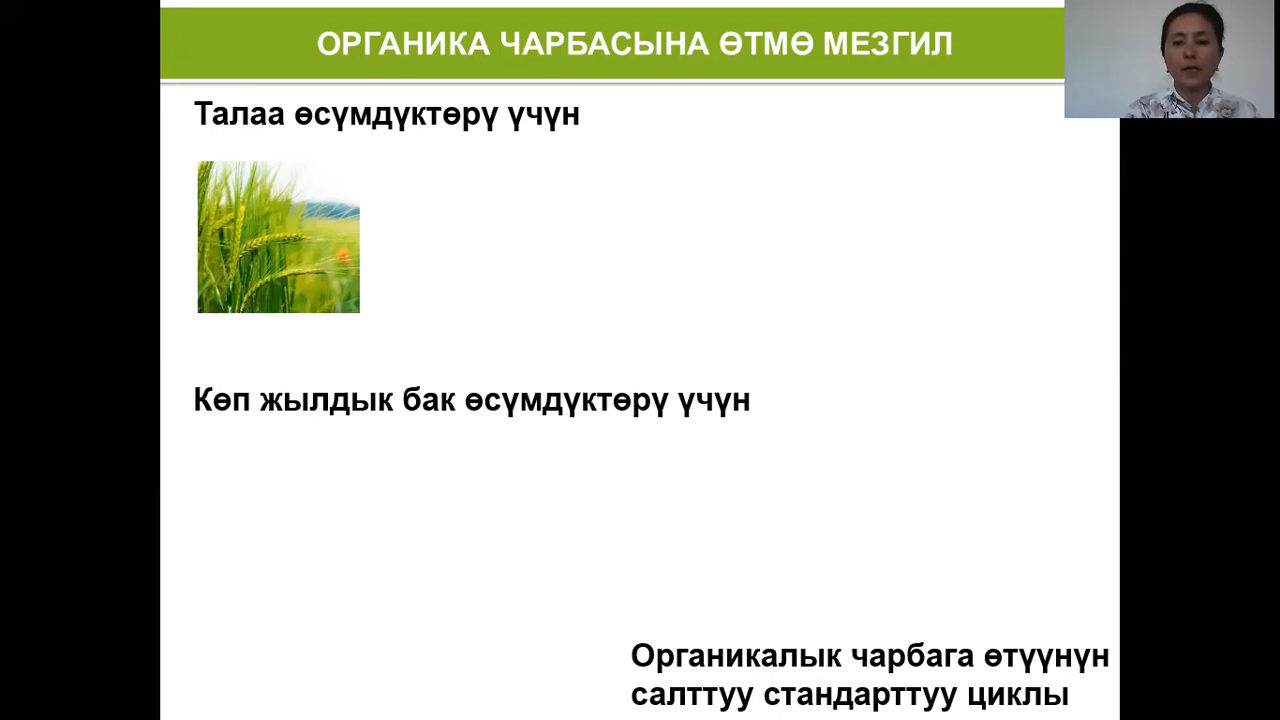 ОРГАНИКА ЧАРБАСЫНА ӨТМӨ МЕЗГИЛ
Талаа өсүмдүктөрү үчүн
Көп жылдык бак өсүмдүктөрү үчүн
Органикалык чарбага өтүүнүн
салттуу стандарттуу циклы